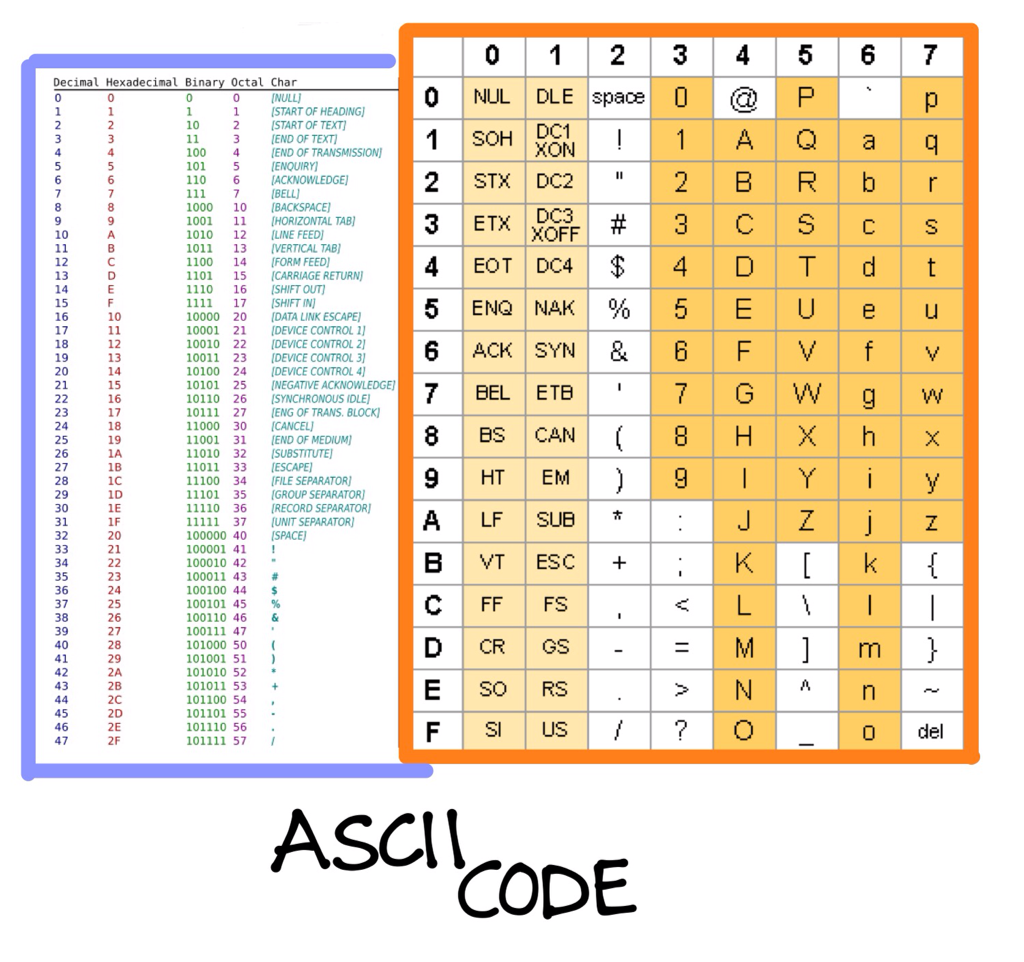 Decimal Hexadecimal Binary Octal Char
0 0 0 0 [NULL]
1 1 1 1 [START OF HEADING]
2 2 10 2 [START OF TEXT]
3 3 11 3 [END OF TEXT]
4 4 100 4 [END OF TRANSMISSION]
5 5 101 5 [ENQUIRY]
6 6 110 6 [ACKNOWLEDGE]
7 7 111 7 [BELL]
8 8 1000 10 [BACKSPACE]
9 9 1001 11 [HORIZONTAL TAB]
10 A 1010 12 [LINE FEED]
11 B 1011 13 [VERTICAL TAB]
12 C 1100 14 [FORM FEED]
13 D 1101 15 [CARRIAGE RETURN]
14 E 1110 16 [SHIFT OUT]
15 F 1111 17 [SHIFT IN]
16 10 10000 20 [DATA LINK ESCAPE]
17 11 10001 21 [DEVICE CONTROL 1]
18 12 10010 22 [DEVICE CONTROL 2]
19 13 10011 23 [DEVICE CONTROL 3]
20 14 10100 24 [DEVICE CONTROL 4]
21 15 10101 25 [NEGATIVE ACKNOWLEDGE]
22 16 10110 26 [SYNCHRONOUS IDLE]
23 17 10111 27 [ENG OF TRANS. BLOCK]
24 18 11000 30 [CANCEL]
25 19 11001 31 [END OF MEDIUM]
26 1A 11010 32 [SUBSTITUTE]
27 1B 11011 33 [ESCAPE]
28 1C 11100 34 [FILE SEPARATOR]
29 1D 11101 35 [GROUP SEPARATOR]
30 1E 11110 36 [RECORD SEPARATOR]
31 1F 11111 37 [UNIT SEPARATOR]
32 20 100000 40 [SPACE]
33 21 100001 41 !
34 22 100010 42 "
35 23 100011 43 #
36 24 100100 44 $
37 25 100101 45 %
38 26 100110 46 &
39 27 100111 47 '
40 28 101000 50 (
41 29 101001 51 )
42 2A 101010 52 *
43 2B 101011 53 +
44 2C 101100 54 ,
45 2D 101101 55 -
46 2E 101110 56 .
47 2F 101111 57 /
0 1 2 3 4 5 6 7
0 NUL DLE space 0 @ P ` p
1 SOH DC1 XON ! 1 A Q a q
2 STX DC2 " 2 B R b r
3 ETX DC3 XOFF # 3 C S c s
4 EOT DC4 $ 4 D T d t
5 ENQ NAK % 5 E U e u
6 ACK SYN & 6 F V f v
7 BEL ETB ' 7 G W g w
8 BS CAN ( 8 H X h x
9 HT EM ) 9 I Y i y
A LF SUB * : J Z j z
B VT ESC + ; K [ k {
C FF FS , < L \ l |
D CR GS - = M ] m }
E SO RS . > N ^ n ~
F SI US / ? O _ o del
ASCII
CODE